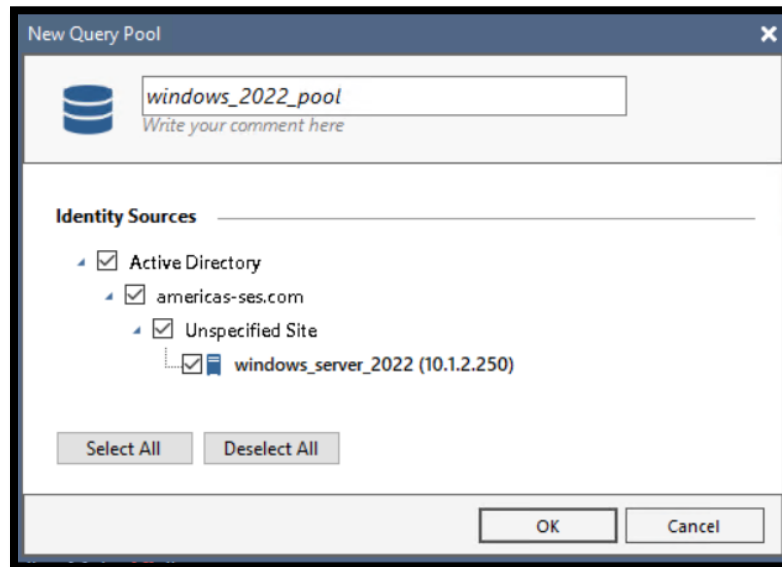 New Query Pool
windows_2022_pool
Write your comment here
Identity Sources
Active Directory
americas-ses.com
Unspecified Site
windows_server_2022 (10.1.2.250)
Select All
Deselect All
OK
Cancel